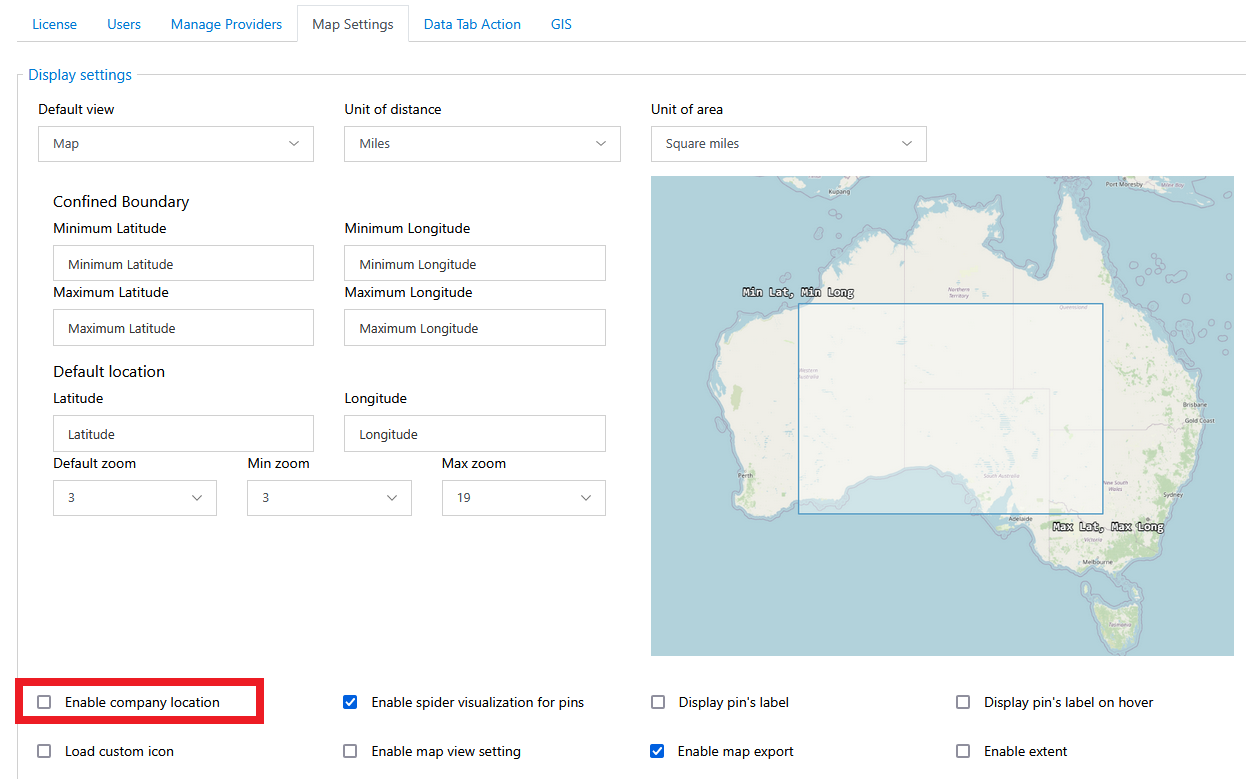 License Users Manage Providers Map Settings Data Tab Action GIS
Display settings
Default view Unit of distance Unit of area
Map Miles Square miles
Confined Boundary
Minimum Latitude Minimum Longitude
Minimum Latitude Minimum Longitude
Maximum Latitude Maximum Longitude
Maximum Latitude Maximum Longitude
Default location
Latitude Longitude
Latitude Longitude
Default zoom Min zoom Max zoom
3 3 19
Kupang
Port Moresby
Milne Bay
Min Lat, Min Long
Northern
Territory
Queensland
Western
Australia
Brisbane
Gold Coast
Perth
South Australia
New South
Wales
Sydney
Adelaide
Max Lat, Max Long
Victoria
Melbourne
Tasmania
Enable company location Enable spider visualization for pins Display pin's label Display pin's label on hover
Load custom icon Enable map view setting Enable map export Enable extent